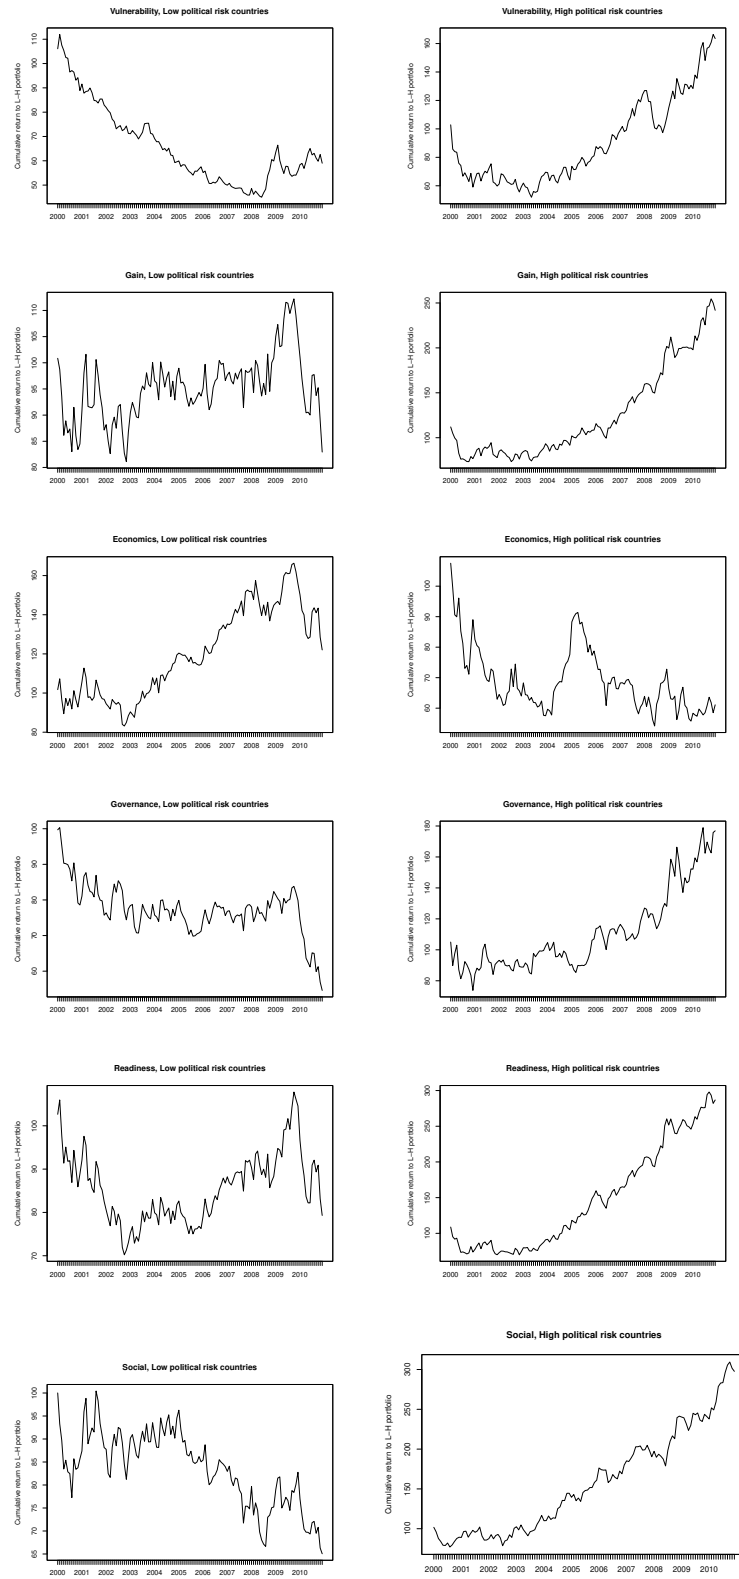 Vulnerability, Low political risk countries
Cumulative return to L−H portfolio
50 60 70 80 90 100 110
2000 2001 2002 2003 2004 2005 2006 2007 2008 2009 2010
Vulnerability, High political risk countries
Cumulative return to L−H portfolio
60 80 100 120 140 160
2000 2001 2002 2003 2004 2005 2006 2007 2008 2009 2010
Gain, Low political risk countries
Cumulative return to L−H portfolio
80 85 90 95 100 105 110
2000 2001 2002 2003 2004 2005 2006 2007 2008 2009 2010
Gain, High political risk countries
Cumulative return to L−H portfolio
100 150 200 250
2000 2001 2002 2003 2004 2005 2006 2007 2008 2009 2010
Economics, Low political risk countries
Cumulative return to L−H portfolio
80 100 120 140 160
2000 2001 2002 2003 2004 2005 2006 2007 2008 2009 2010
Economics, High political risk countries
Cumulative return to L−H portfolio
60 70 80 90 100
2000 2001 2002 2003 2004 2005 2006 2007 2008 2009 2010
Governance, Low political risk countries
Cumulative return to L−H portfolio
60 70 80 90 100
2000 2001 2002 2003 2004 2005 2006 2007 2008 2009 2010
Governance, High political risk countries
Cumulative return to L−H portfolio
80 100 120 140 160 180
2000 2001 2002 2003 2004 2005 2006 2007 2008 2009 2010
Readiness, Low political risk countries
Cumulative return to L−H portfolio
70 80 90 100
2000 2001 2002 2003 2004 2005 2006 2007 2008 2009 2010
Readiness, High political risk countries
Cumulative return to L−H portfolio
100 150 200 250 300
2000 2001 2002 2003 2004 2005 2006 2007 2008 2009 2010
Social, Low political risk countries
Cumulative return to L−H portfolio
65 70 75 80 85 90 95 100
2000 2001 2002 2003 2004 2005 2006 2007 2008 2009 2010
Social, High political risk countries
Cumulative return to L−H portfolio
100 150 200 250 300
2000 2001 2002 2003 2004 2005 2006 2007 2008 2009 2010